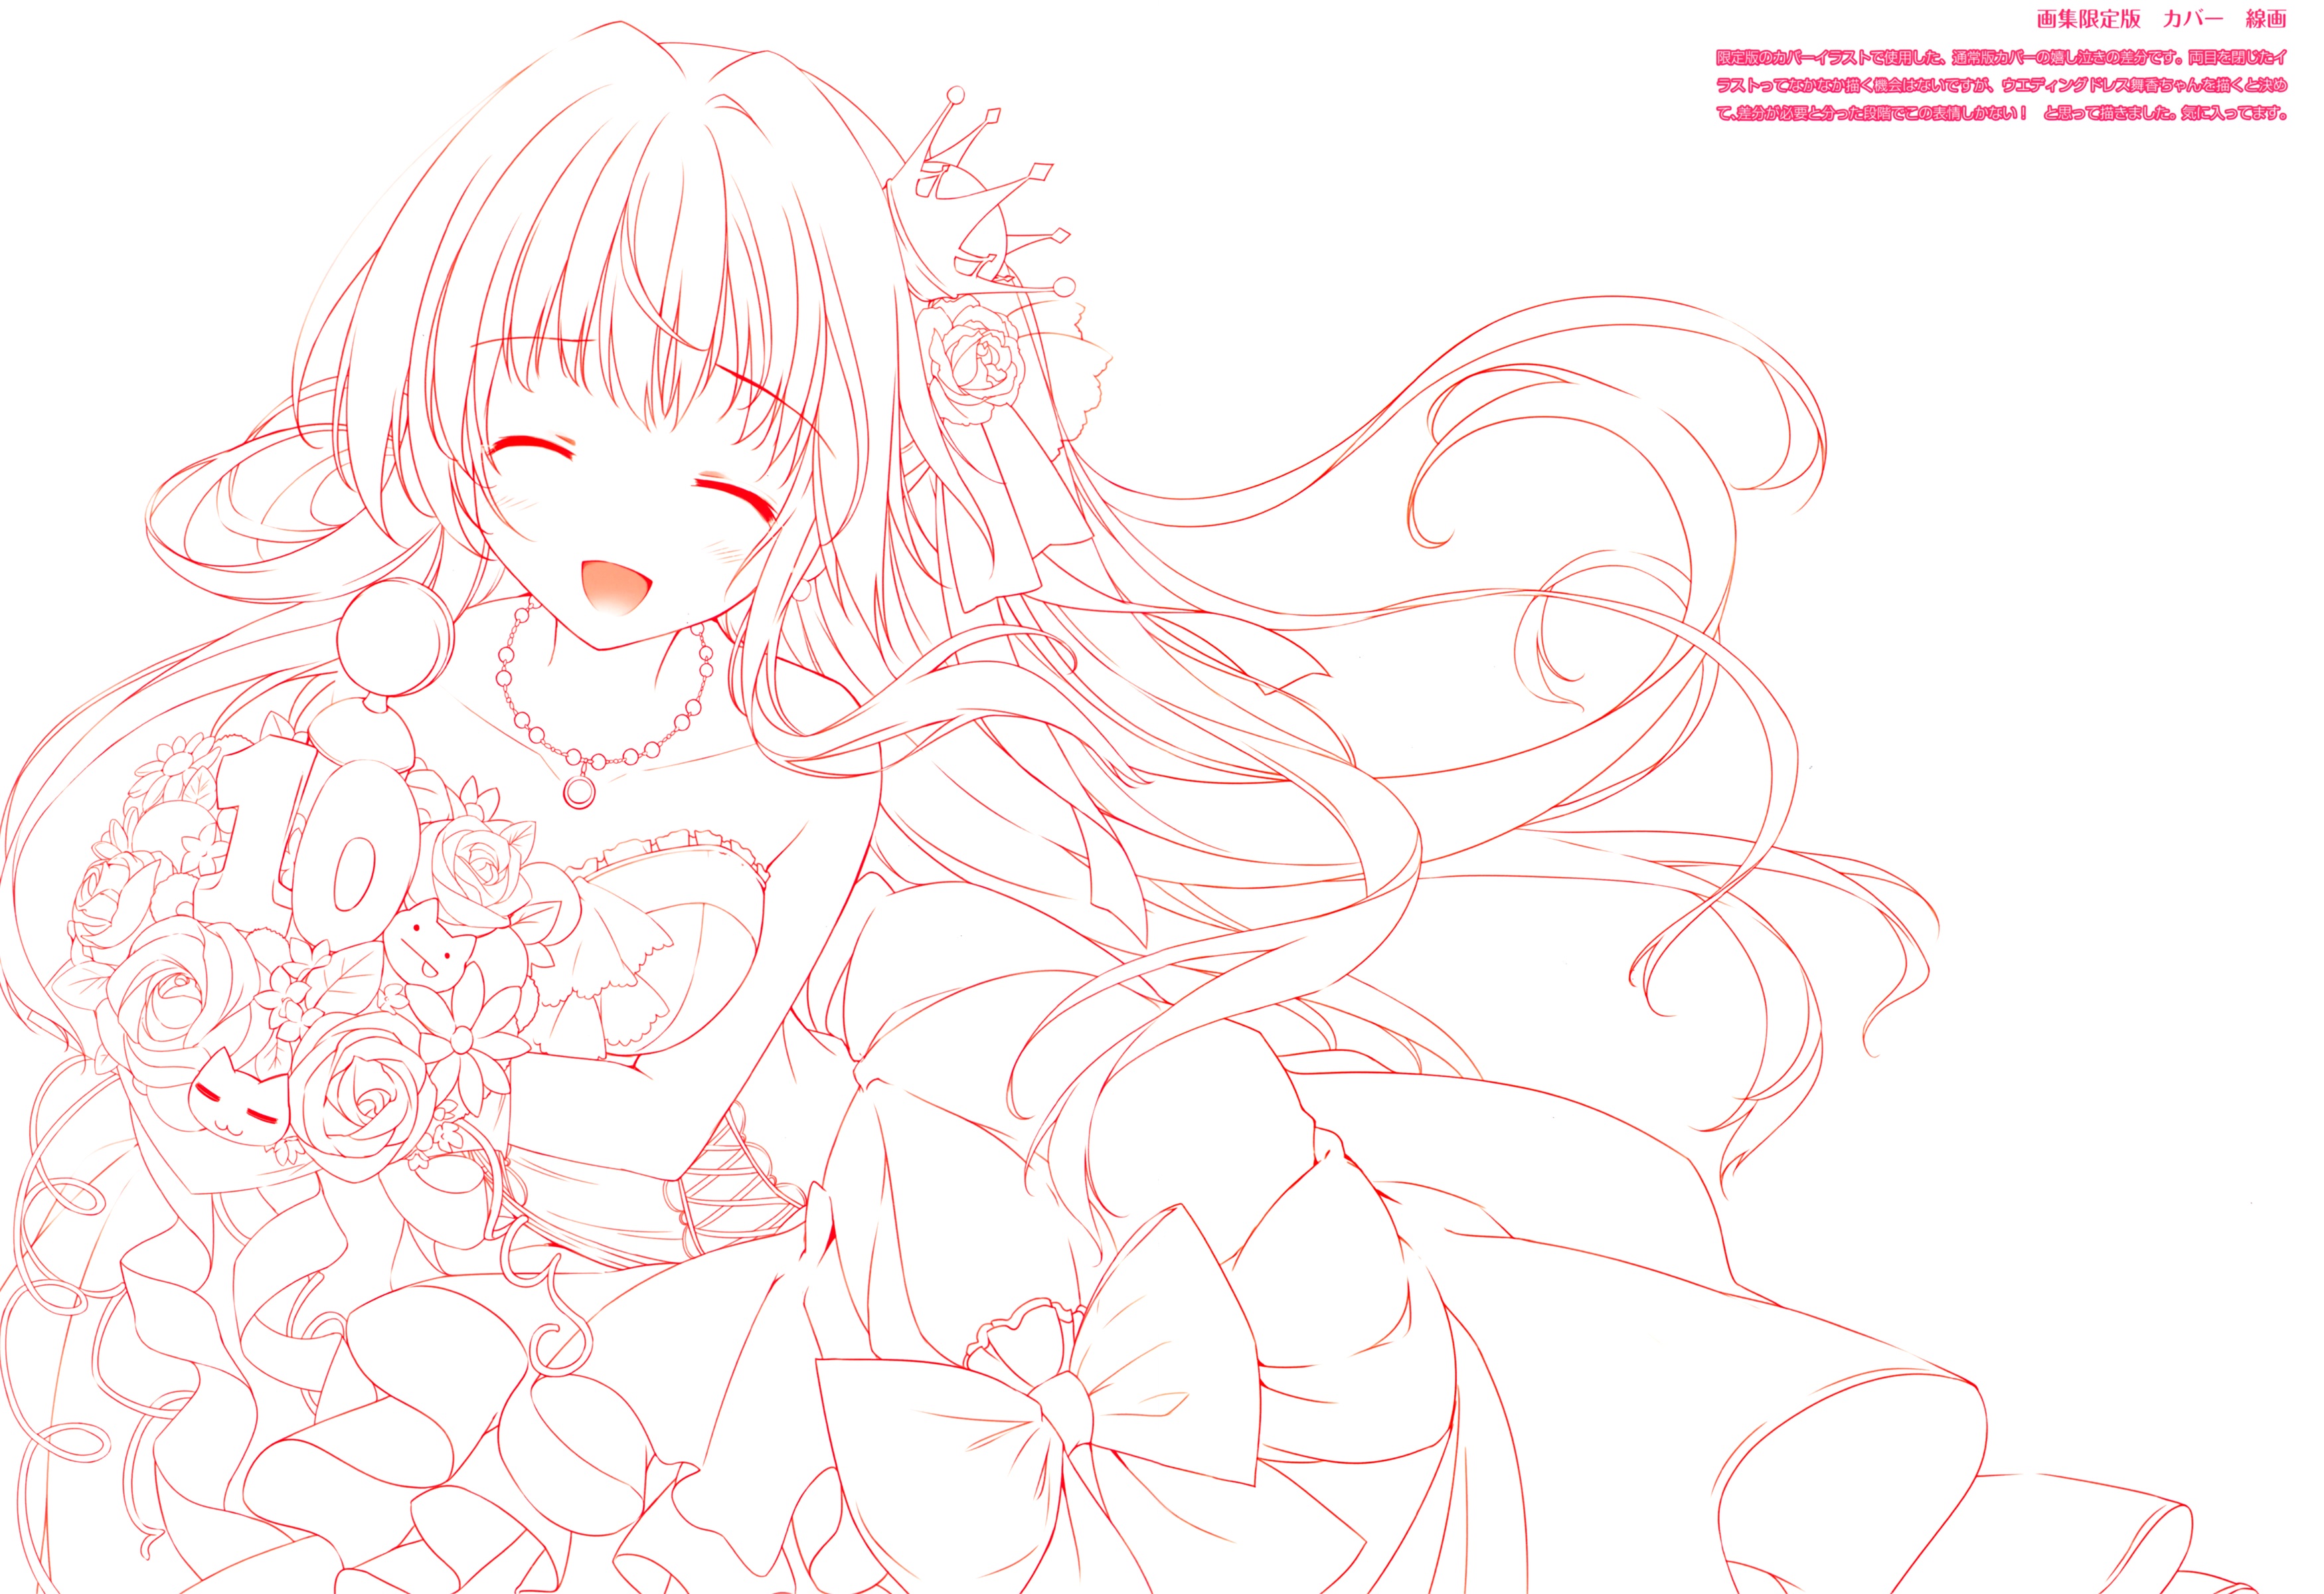 画集限定版　カバー　線画
限定版のカバーイラストで使用した、通常版カバーの嬉し泣きの差分です。両目を閉じたイ
ラストってなかなか描く機会はないですが、ウエディングドレス舞香ちゃんを描くと決め
て、差分が必要と分った段階でこの表情しかない！　と思って描きました。気に入ってます。
10